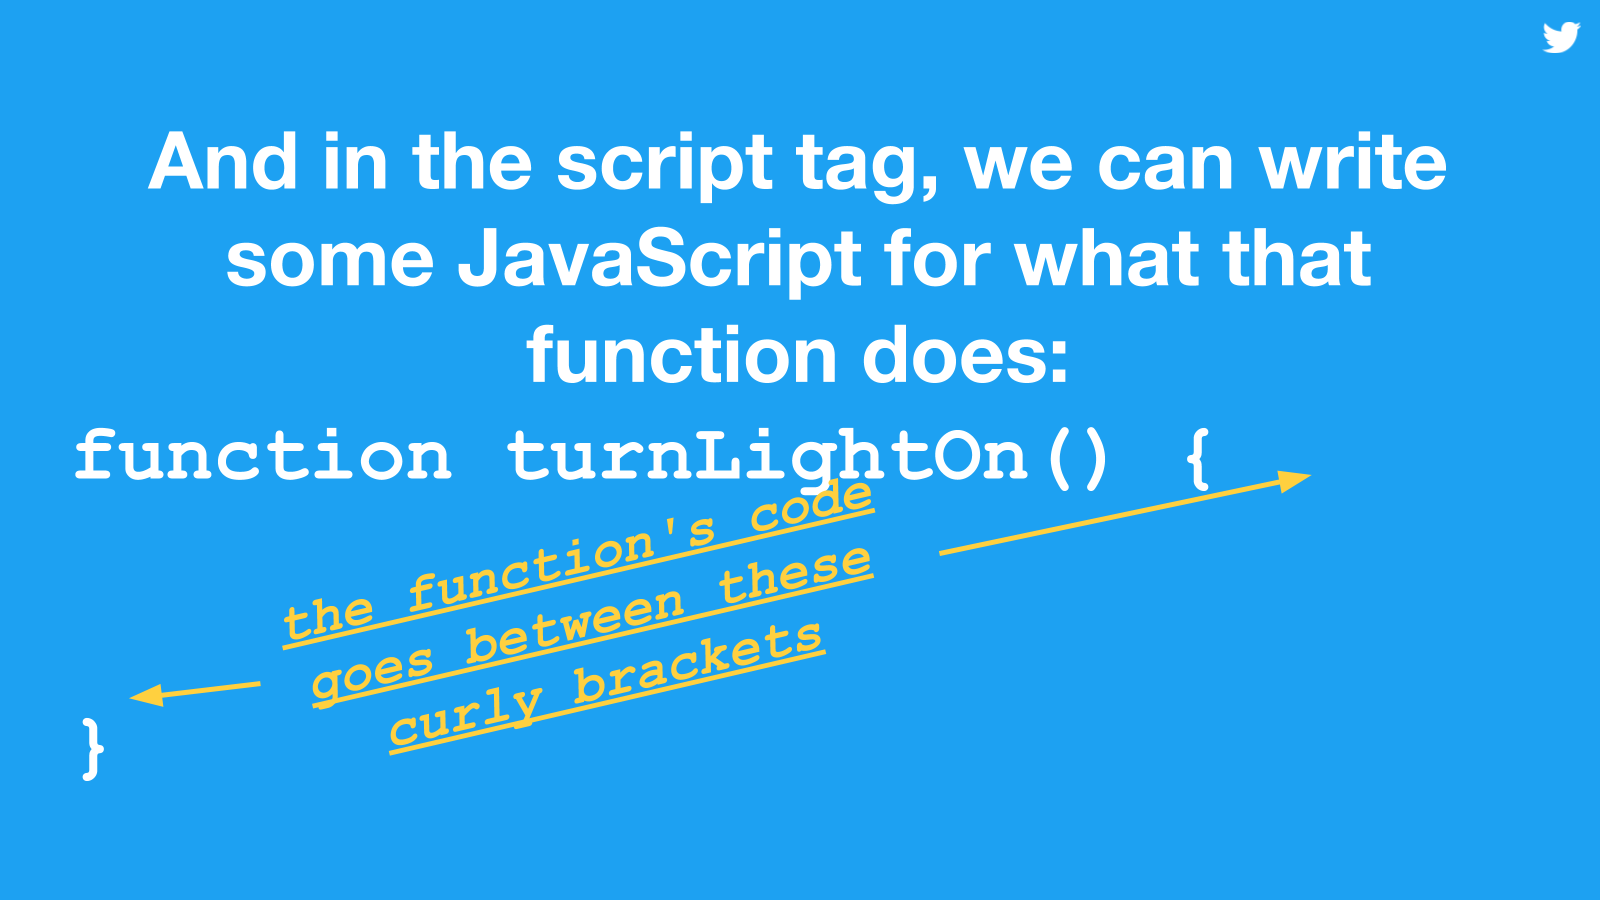 And in the script tag, we can write
some JavaScript for what that
function does:
function turnLightOn() {
the function's code
goes between these
curly brackets
}